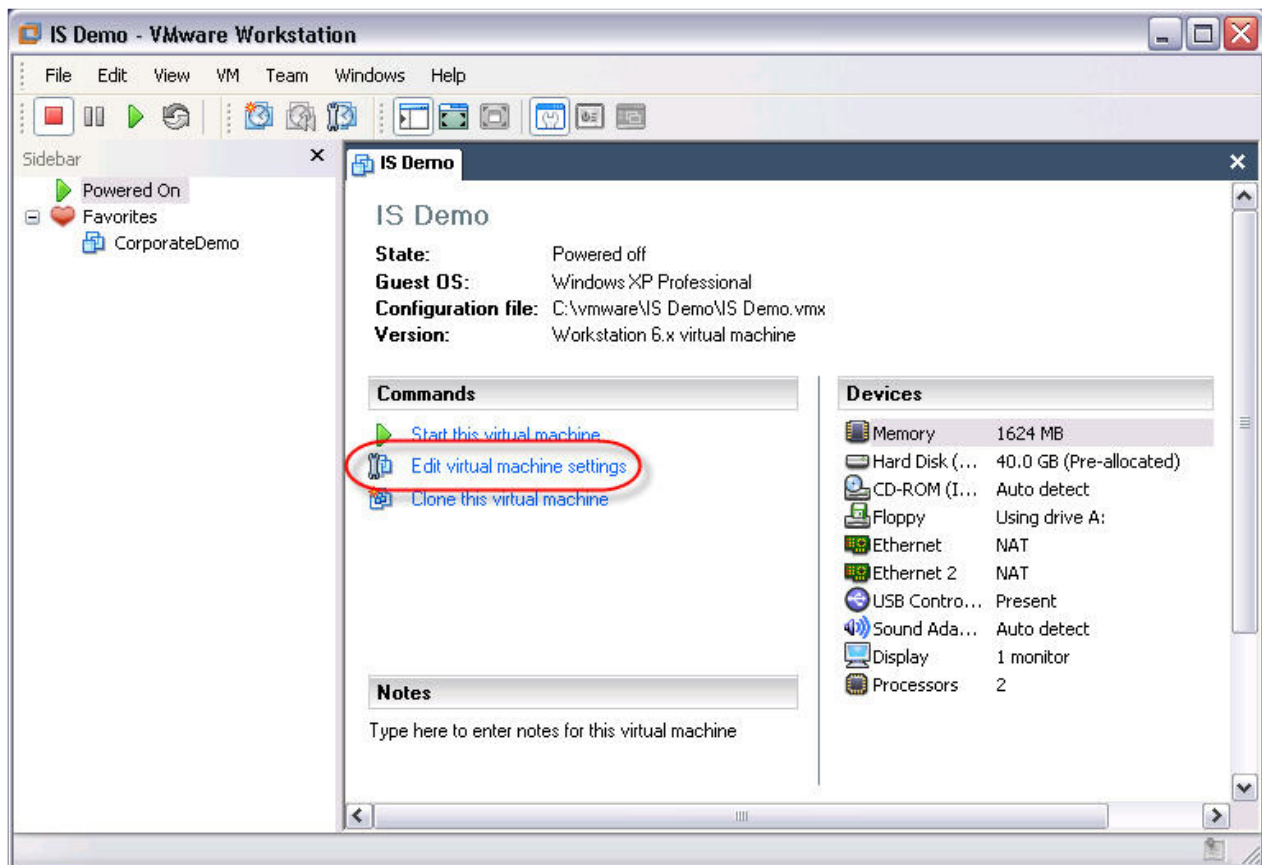 IS Demo - VMware Workstation
File Edit View VM Team Windows Help
Sidebar
Powered On
Favorites
CorporateDemo
IS Demo
IS Demo
State: Powered off
Guest OS: Windows XP Professional
Configuration file: C:\vmware\IS Demo\IS Demo.vmx
Version: Workstation 6.x virtual machine
Commands
Start this virtual machine
Edit virtual machine settings
Clone this virtual machine
Notes
Type here to enter notes for this virtual machine
Devices
Memory 1624 MB
Hard Disk (... 40.0 GB (Pre-allocated)
CD-ROM (I... Auto detect
Floppy Using drive A:
Ethernet NAT
Ethernet 2 NAT
USB Contro... Present
Sound Ada... Auto detect
Display 1 monitor
Processors 2